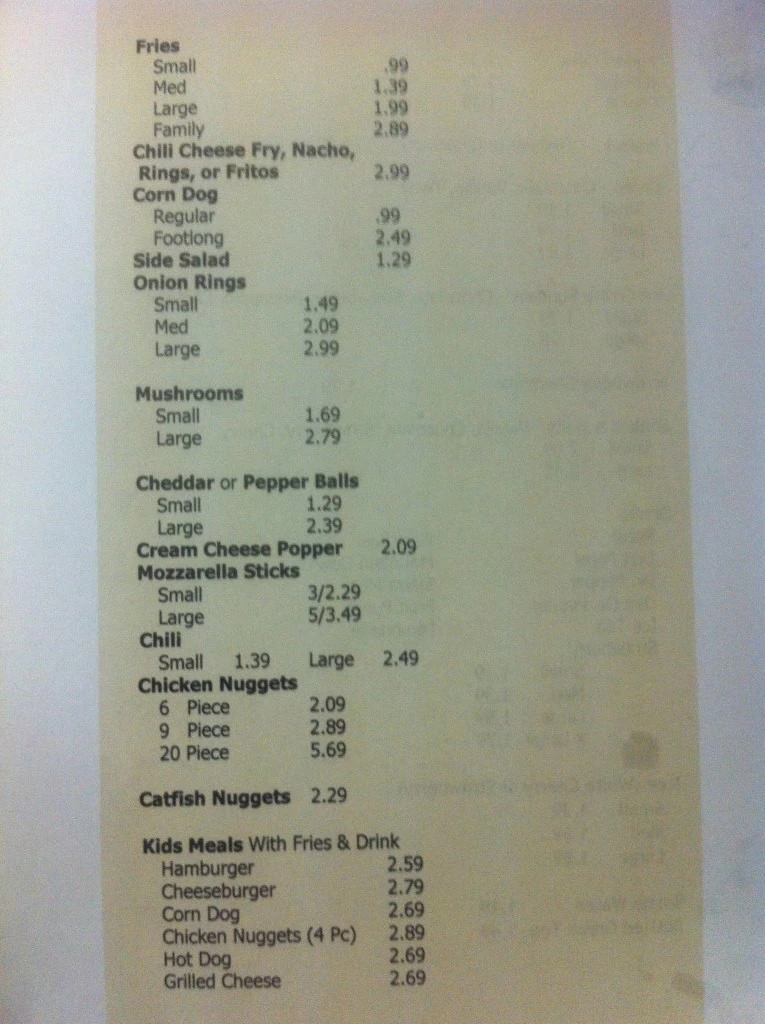 Fries
Small .99
Med 1.39
Large 1.99
Family 2.89
Chili Cheese Fry, Nacho,
Rings, or Fritos 2.99
Corn Dog
Regular .99
Footlong 2.49
Side Salad 1.29
Onion Rings
Small 1.49
Med 2.09
Large 2.99
Mushrooms
Small 1.69
Large 2.79
Cheddar or Pepper Balls
Small 1.29
Large 2.39
Cream Cheese Popper 2.09
Mozzarella Sticks
Small 3/2.29
Large 5/3.49
Chili
Small 1.39 Large 2.49
Chicken Nuggets
6 Piece 2.09
9 Piece 2.89
20 Piece 5.69
Catfish Nuggets 2.29
Kids Meals With Fries & Drink
Hamburger 2.59
Cheeseburger 2.79
Corn Dog 2.69
Chicken Nuggets (4 Pc) 2.89
Hot Dog 2.69
Grilled Cheese 2.69